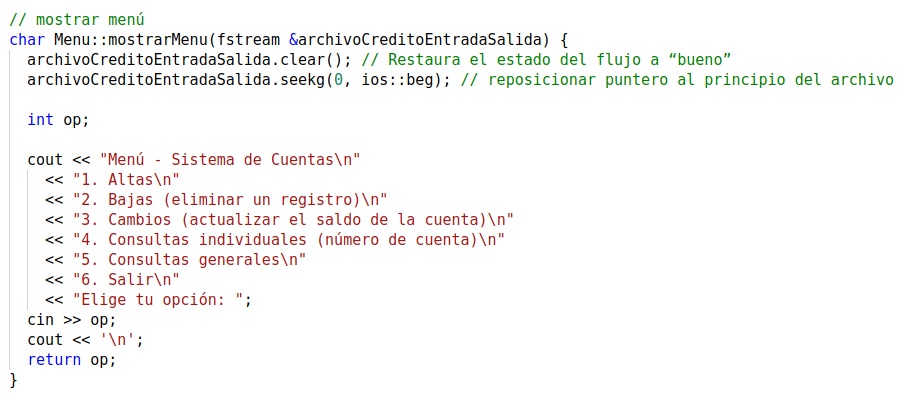 // mostrar menú
char Menu::mostrarMenu(fstream &archivoCreditoEntradaSalida) {
  archivoCreditoEntradaSalida.clear(); // Restaura el estado del flujo a “bueno”
  archivoCreditoEntradaSalida.seekg(0, ios::beg); // reposicionar puntero al principio del archivo

  int op;

  cout << "Menú - Sistema de Cuentas\n"
    << "1. Altas\n"
    << "2. Bajas (eliminar un registro)\n"
    << "3. Cambios (actualizar el saldo de la cuenta)\n"
    << "4. Consultas individuales (número de cuenta)\n"
    << "5. Consultas generales\n"
    << "6. Salir\n"
    << "Elige tu opción: ";
  cin >> op;
  cout << '\n';
  return op;
}